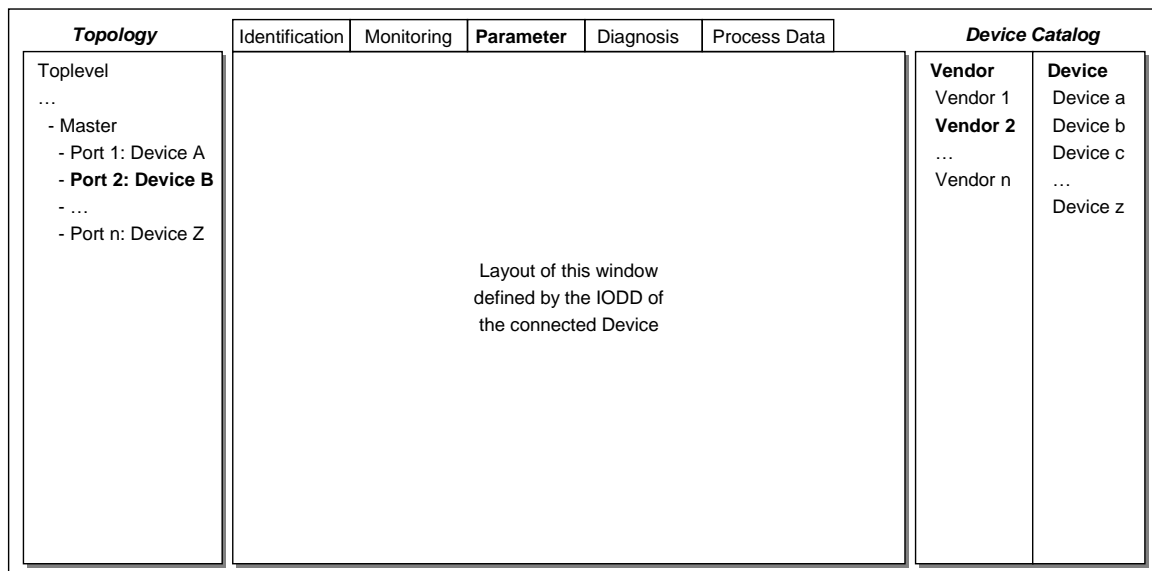 Topology
Toplevel
…
- Master
- Port 1: Device A
- Port 2: Device B
- …
- Port n: Device Z
Identification
Monitoring
Parameter
Diagnosis
Process Data
Layout of this window
defined by the IODD of
the connected Device
Device Catalog
Vendor
Vendor 1
Vendor 2
…
Vendor n
Device
Device a
Device b
Device c
…
Device z